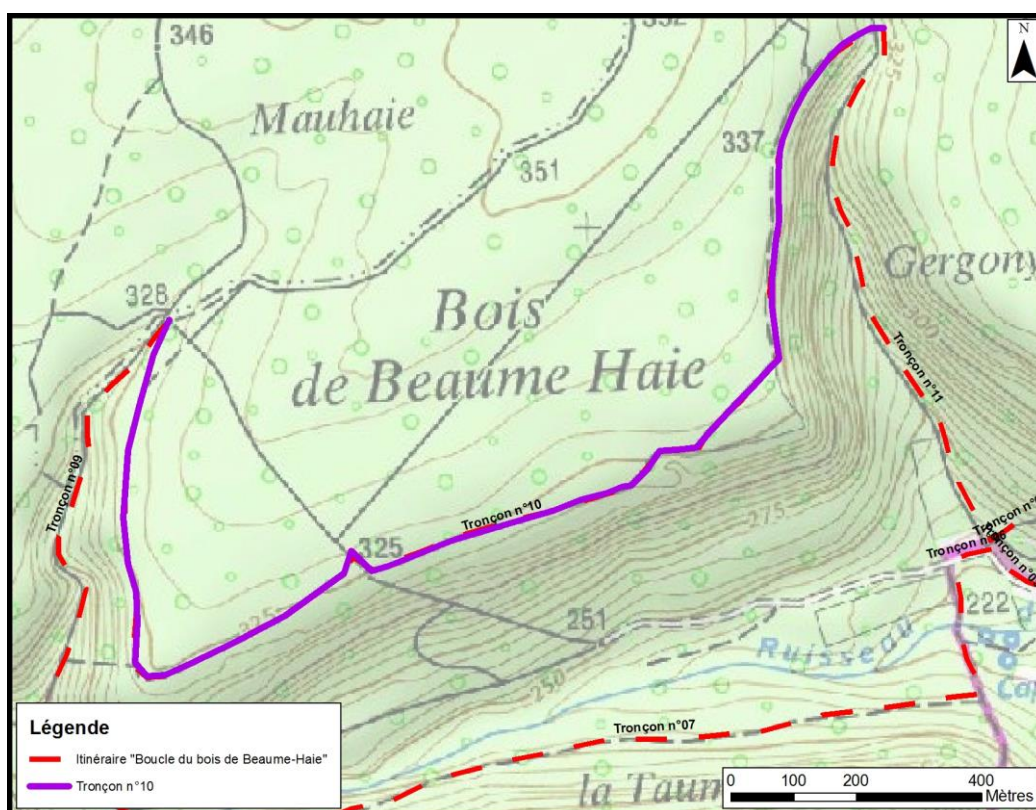 346
N
Mauhaie
337
351
Gergony
328
Bois
de Beaume Haie
300
Tronçon n°11
Tronçon n°09
Tronçon n°10
325
275
251
222
Ruisseau
250
Tronçon n°07
la Taum
Légende
Itinéraire "Boucle du bois de Beaume-Haie"
Tronçon n°10
0 100 200 400
Mètres